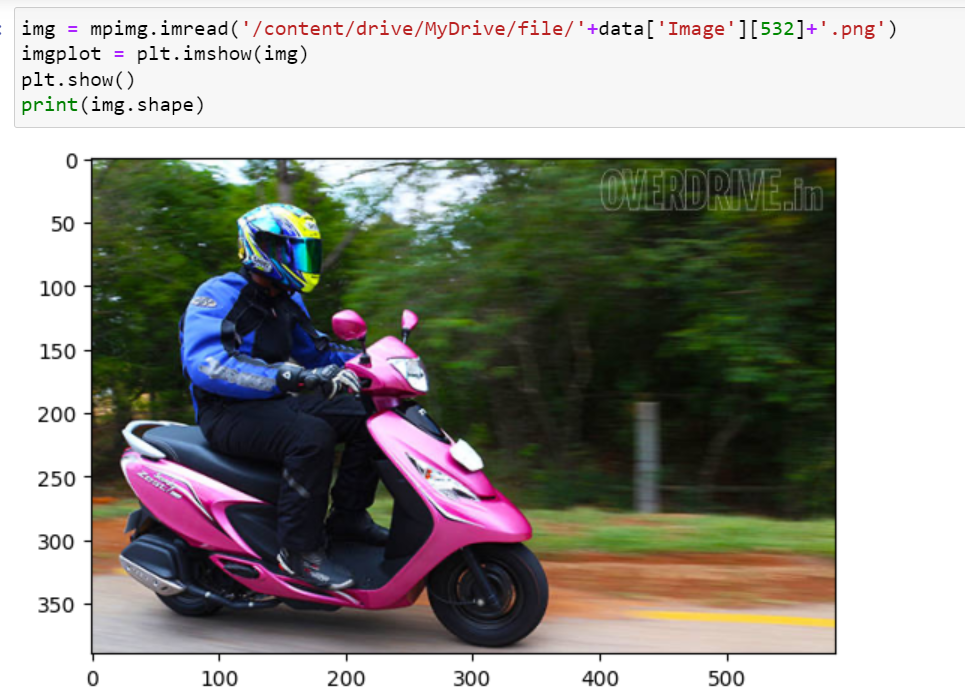 img = mpimg.imread('/content/drive/MyDrive/file/'+data['Image'][532]+'.png')
imgplot = plt.imshow(img)
plt.show()
print(img.shape)
0
50
OVERDRIVE.in
100
150
200
250
300
350
0 100 200 300 400 500